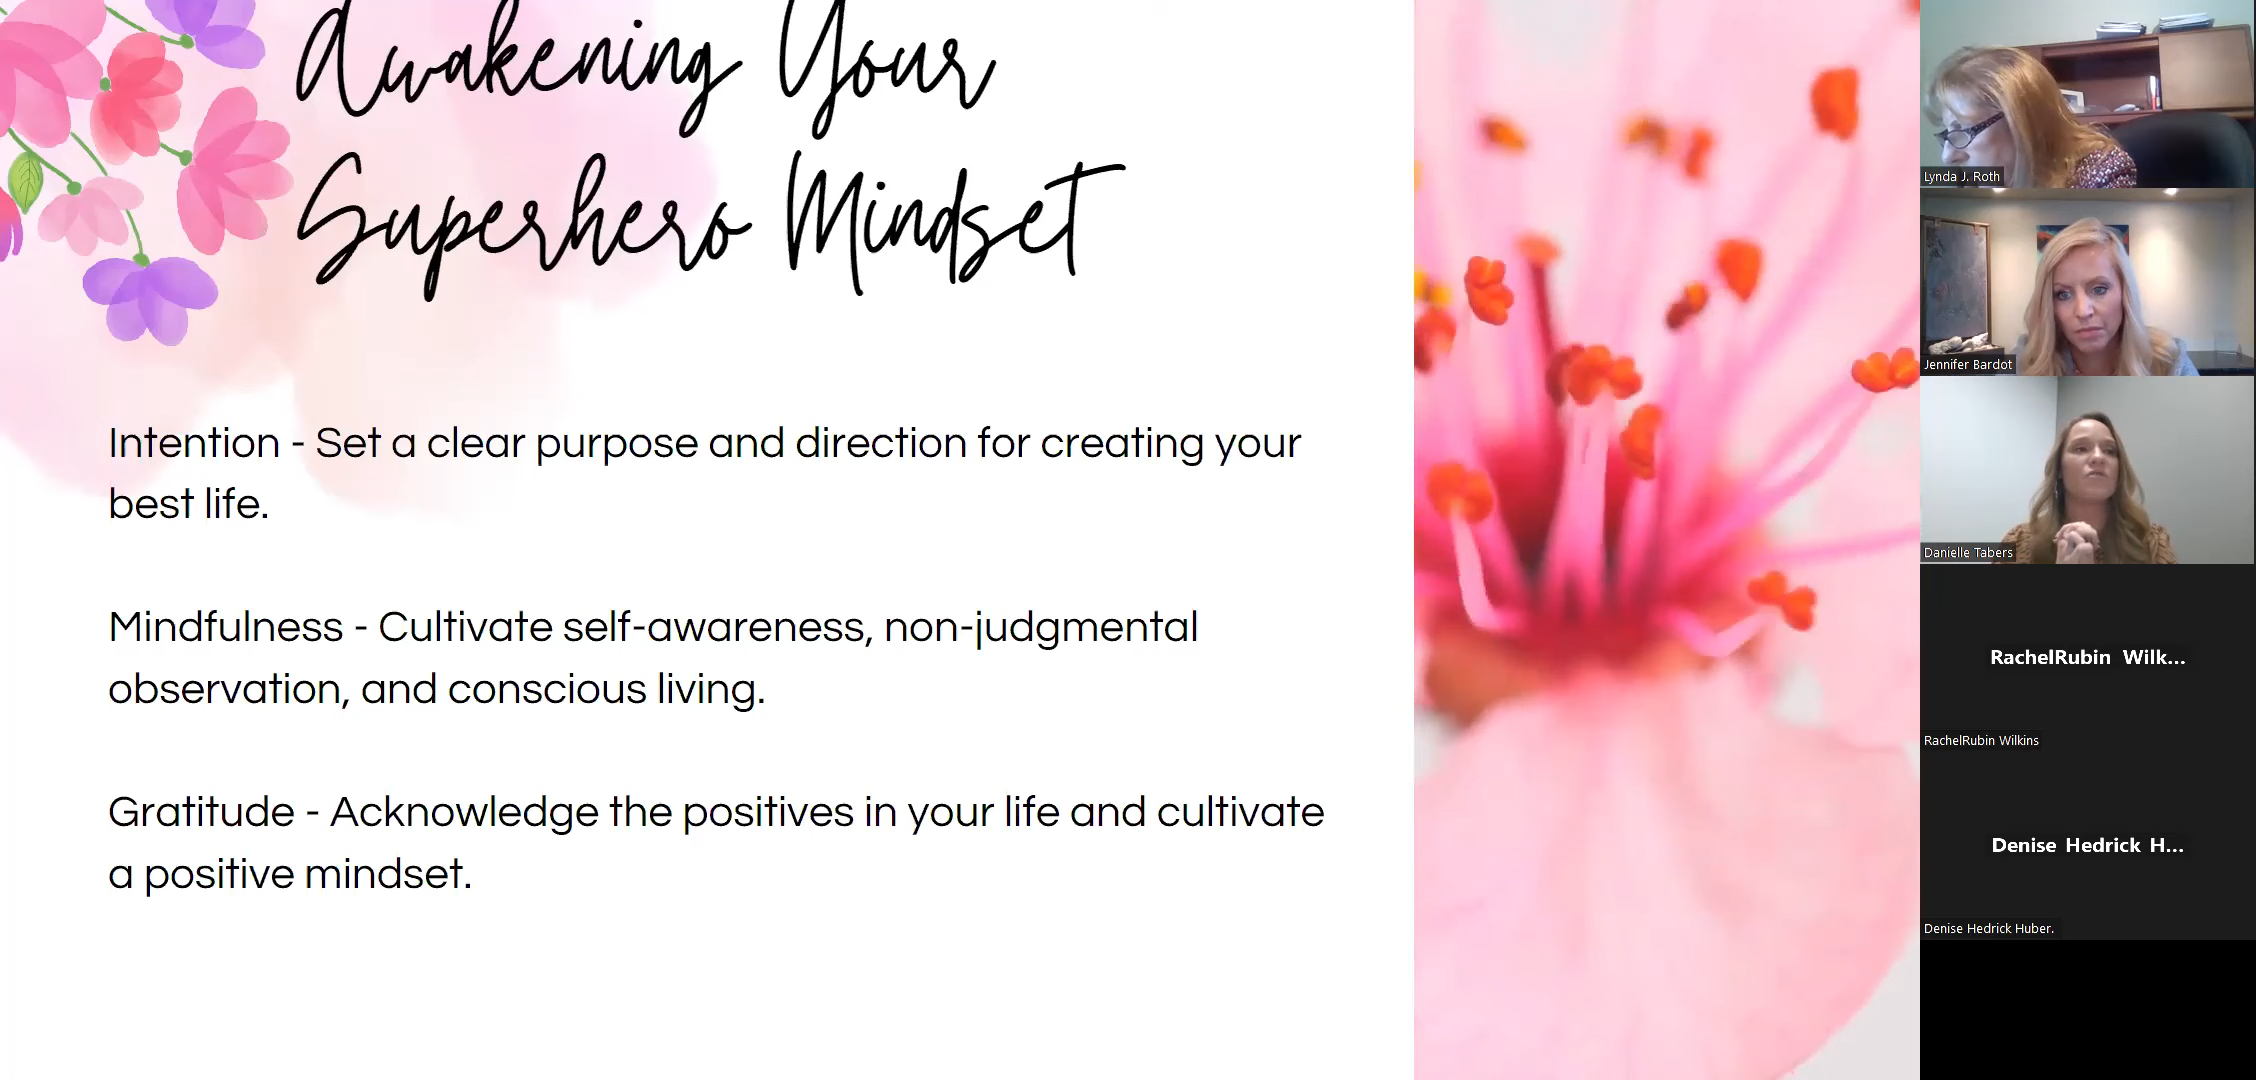 Awakening Your
Superhero Mindset
Intention - Set a clear purpose and direction for creating your
best life.
Mindfulness - Cultivate self-awareness, non-judgmental
observation, and conscious living.
Gratitude - Acknowledge the positives in your life and cultivate
a positive mindset.
Lynda J. Roth
Jennifer Bardot
Danielle Tabers
RachelRubin Wilk...
RachelRubin Wilkins
Denise Hedrick H...
Denise Hedrick Huber.